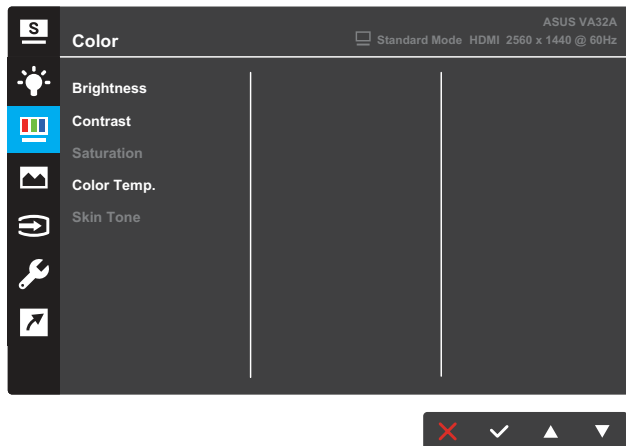 S
ASUS VA32A
Color
Standard Mode HDMI 2560 x 1440 @ 60Hz
Brightness
Contrast
Saturation
Color Temp.
Skin Tone